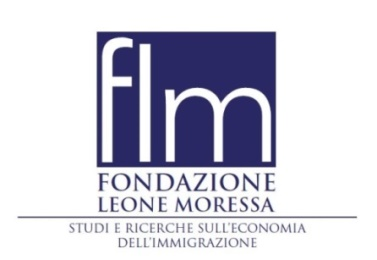 flm
FONDAZIONE
LEONE MORESSA
STUDI E RICERCHE SULL'ECONOMIA
DELL'IMMIGRAZIONE